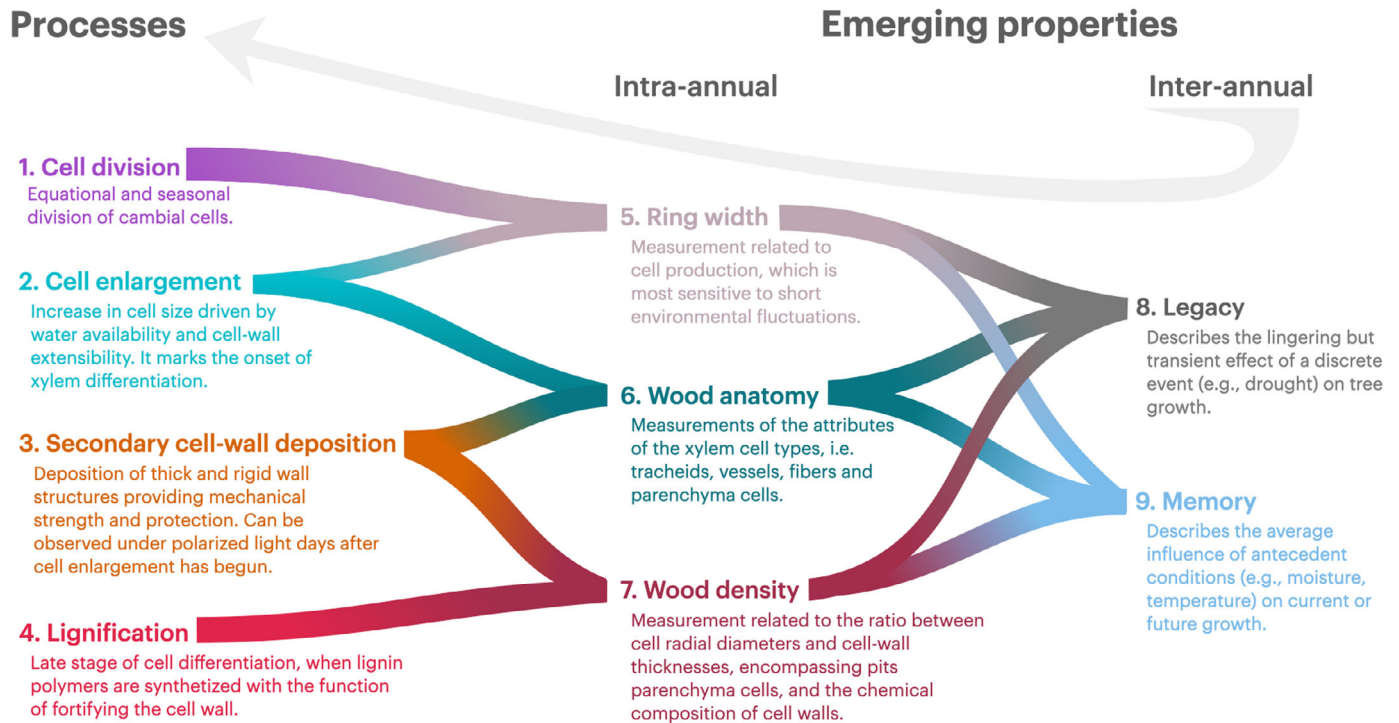 Processes
Emerging properties
Intra-annual
Inter-annual
1. Cell division
Equational and seasonal
division of cambial cells.
2. Cell enlargement
Increase in cell size driven by
water availability and cell-wall
extensibility. It marks the onset of
xylem differentiation.
3. Secondary cell-wall deposition
Deposition of thick and rigid wall
structures providing mechanical
strength and protection. Can be
observed under polarized light days after
cell enlargement has begun.
4. Lignification
Late stage of cell differentiation, when lignin
polymers are synthetized with the function
of fortifying the cell wall.
5. Ring width
Measurement related to
cell production, which is
most sensitive to short
environmental fluctuations.
6. Wood anatomy
Measurements of the attributes
of the xylem cell types, i.e.
tracheids, vessels, fibers and
parenchyma cells.
7. Wood density
Measurement related to the ratio between
cell radial diameters and cell-wall
thicknesses, encompassing pits
parenchyma cells, and the chemical
composition of cell walls.
8. Legacy
Describes the lingering but
transient effect of a discrete
event (e.g., drought) on tree
growth.
9. Memory
Describes the average
influence of antecedent
conditions (e.g., moisture,
temperature) on current or
future growth.